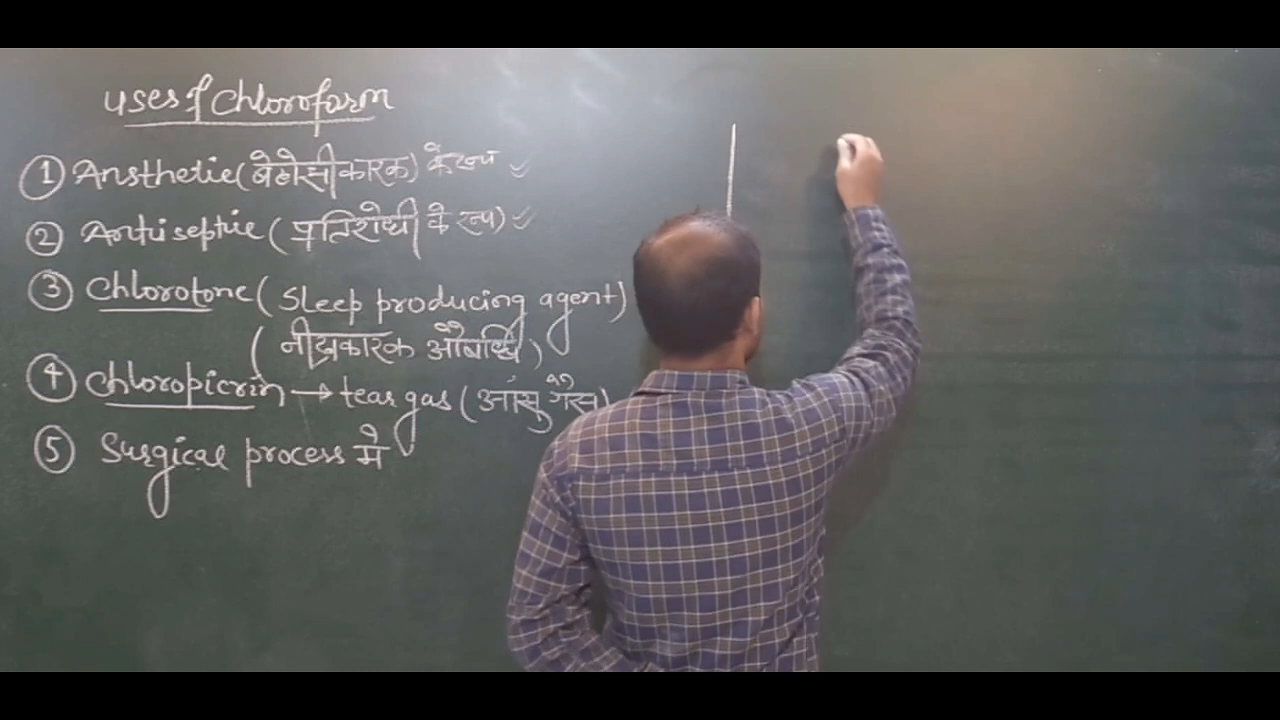 uses of Chloroform
① Ansthetic (बेहोसीकारक) के रूप
② Antiseptic (प्रतिरोधी के रूप)
③ Chlorotone (Sleep producing agent)
(नीद्राकारक औषधि)
④ Chloropicrin → tear gas (आंसु गैस)
⑤ Surgical process में